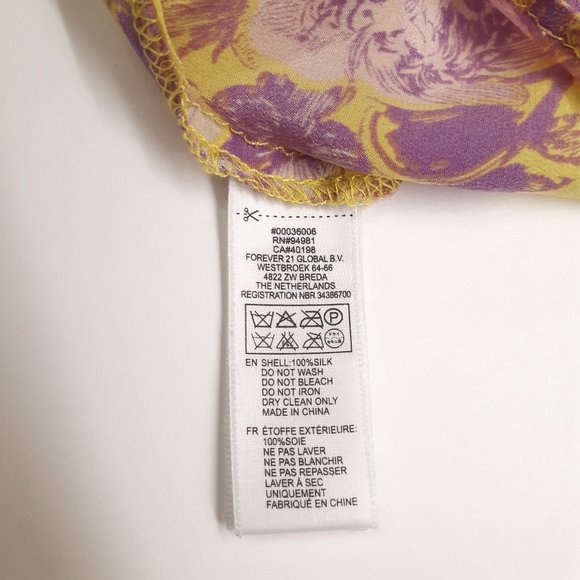 #00036006
RN#94981
CA#40198
FOREVER 21 GLOBAL B.V.
WESTBROEK 64-66
4822 ZW BREDA
THE NETHERLANDS
REGISTRATION NBR 34386700
P
EN SHELL:100%SILK
DO NOT WASH
DO NOT BLEACH
DO NOT IRON
DRY CLEAN ONLY
MADE IN CHINA
FR ÉTOFFE EXTÉRIEURE:
100%SOIE
NE PAS LAVER
NE PAS BLANCHIR
NE PAS REPASSER
LAVER À SEC
UNIQUEMENT
FABRIQUÉ EN CHINE